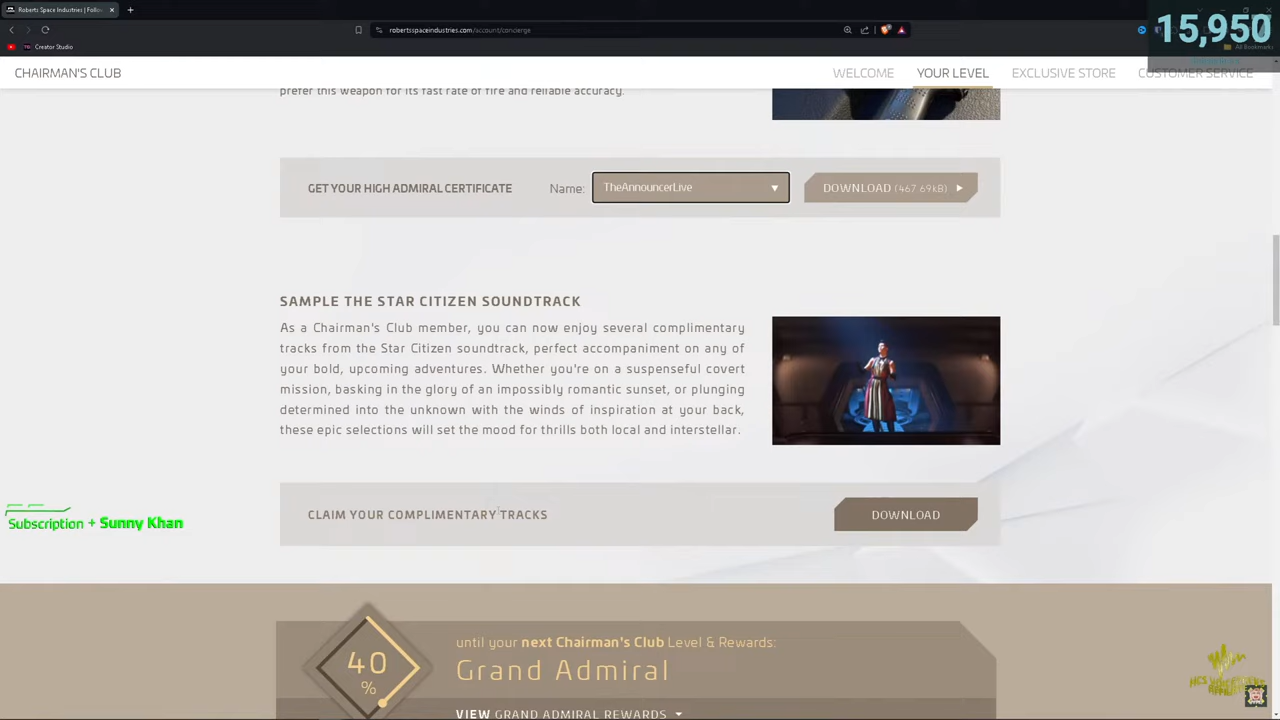 Roberts Space Industries | Follow
robertsspaceindustries.com/account/concierge
Creator Studio
All Bookmarks
15,950
CHAIRMAN'S CLUB
WELCOME
YOUR LEVEL
EXCLUSIVE STORE
CUSTOMER SERVICE
prefer this weapon for its fast rate of fire and reliable accuracy.
GET YOUR HIGH ADMIRAL CERTIFICATE
Name:
TheAnnouncerLive
DOWNLOAD (467.69kB)
SAMPLE THE STAR CITIZEN SOUNDTRACK
As a Chairman's Club member, you can now enjoy several complimentary
tracks from the Star Citizen soundtrack, perfect accompaniment on any of
your bold, upcoming adventures. Whether you're on a suspenseful covert
mission, basking in the glory of an impossibly romantic sunset, or plunging
determined into the unknown with the winds of inspiration at your back,
these epic selections will set the mood for thrills both local and interstellar.
Subscription + Sunny Khan
CLAIM YOUR COMPLIMENTARY TRACKS
DOWNLOAD
40
%
until your next Chairman's Club Level & Rewards:
Grand Admiral
VIEW GRAND ADMIRAL REWARDS